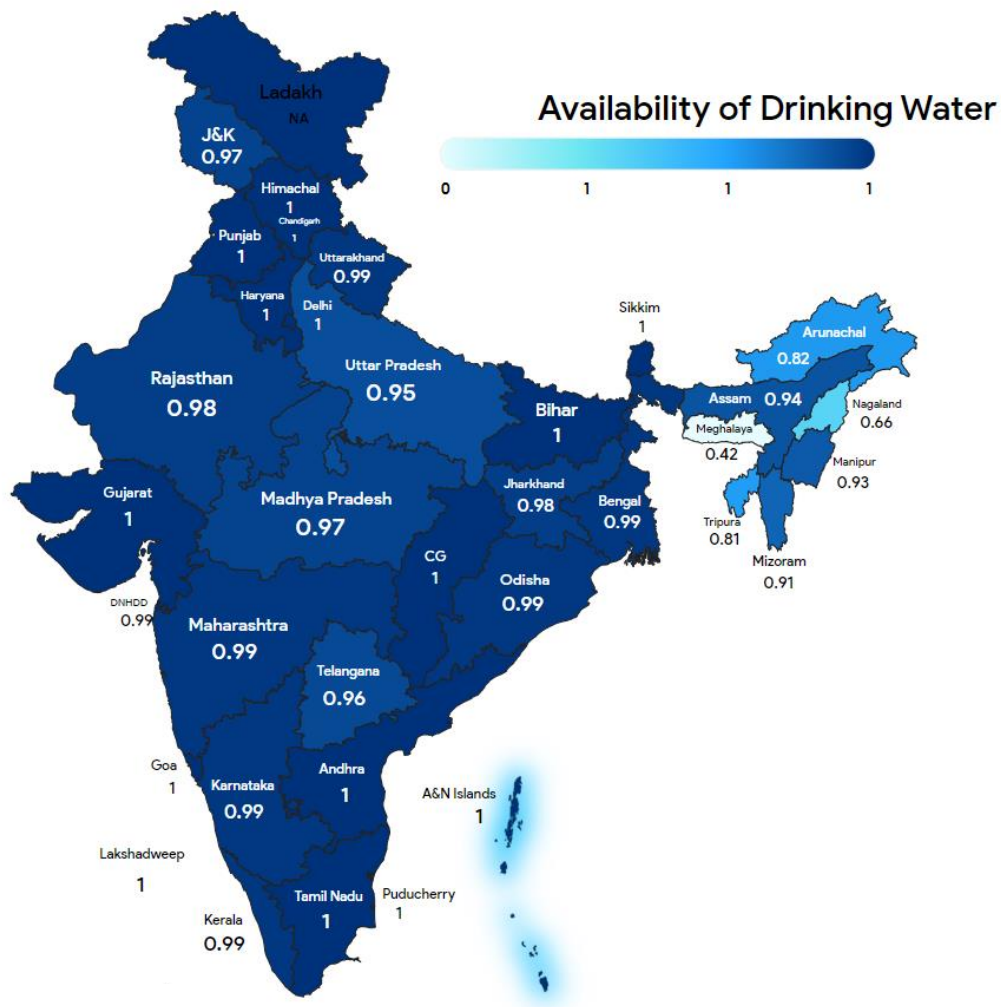 Availability of Drinking Water
0 1 1 1
Ladakh
NA
J&K
0.97
Himachal
1
Chandigarh
1
Punjab
1
Uttarakhand
0.99
Haryana
1
Delhi
1
Sikkim
1
Arunachal
0.82
Uttar Pradesh
0.95
Rajasthan
0.98
Bihar
1
Assam 0.94
Nagaland
0.66
Meghalaya
0.42
Manipur
0.93
Gujarat
1
Madhya Pradesh
0.97
Jharkhand
0.98
Bengal
0.99
Tripura
0.81
Mizoram
0.91
CG
1
Odisha
0.99
DNHDD
0.99
Maharashtra
0.99
Telangana
0.96
Goa
1
Karnataka
0.99
Andhra
1
A&N Islands
1
Lakshadweep
1
Kerala
0.99
Tamil Nadu
1
Puducherry
1